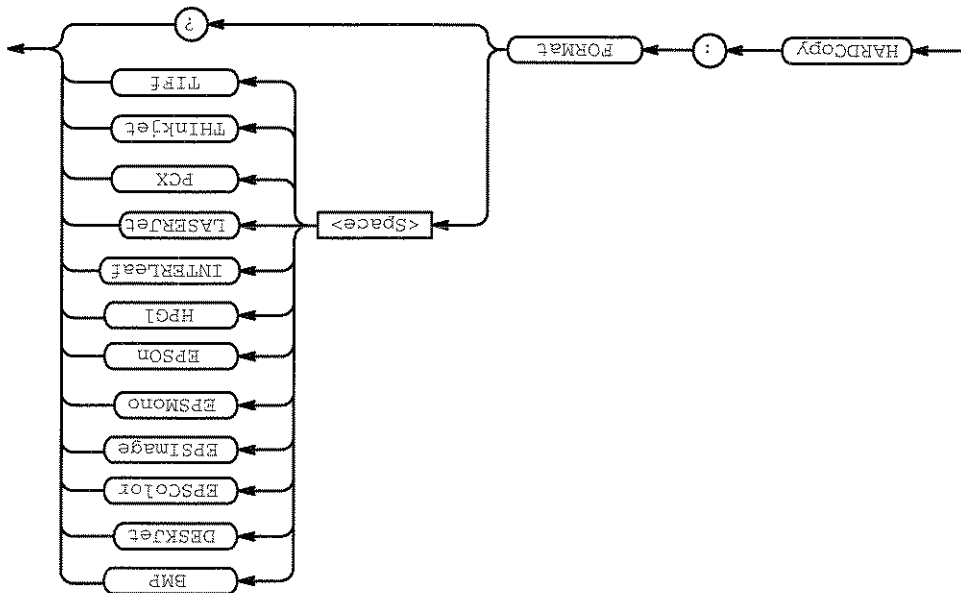 BMP
DESKJet
EPSColor
EPSImage
EPSMono
EPSOn
HPGl
INTERLeaf
<Space> LASERJet
PCX
THInkjet
TIFf
HARDCopy : FORMat
?